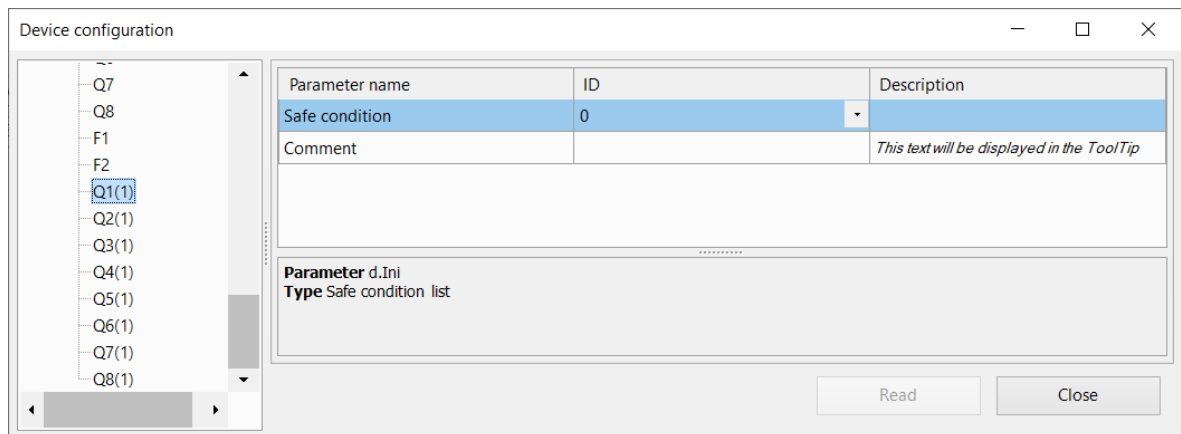 Device configuration
Q7
Q8
F1
F2
Q1(1)
Q2(1)
Q3(1)
Q4(1)
Q5(1)
Q6(1)
Q7(1)
Q8(1)
Parameter name ID Description
Safe condition 0
Comment This text will be displayed in the ToolTip
Parameter d.Ini
Type Safe condition list
Read Close